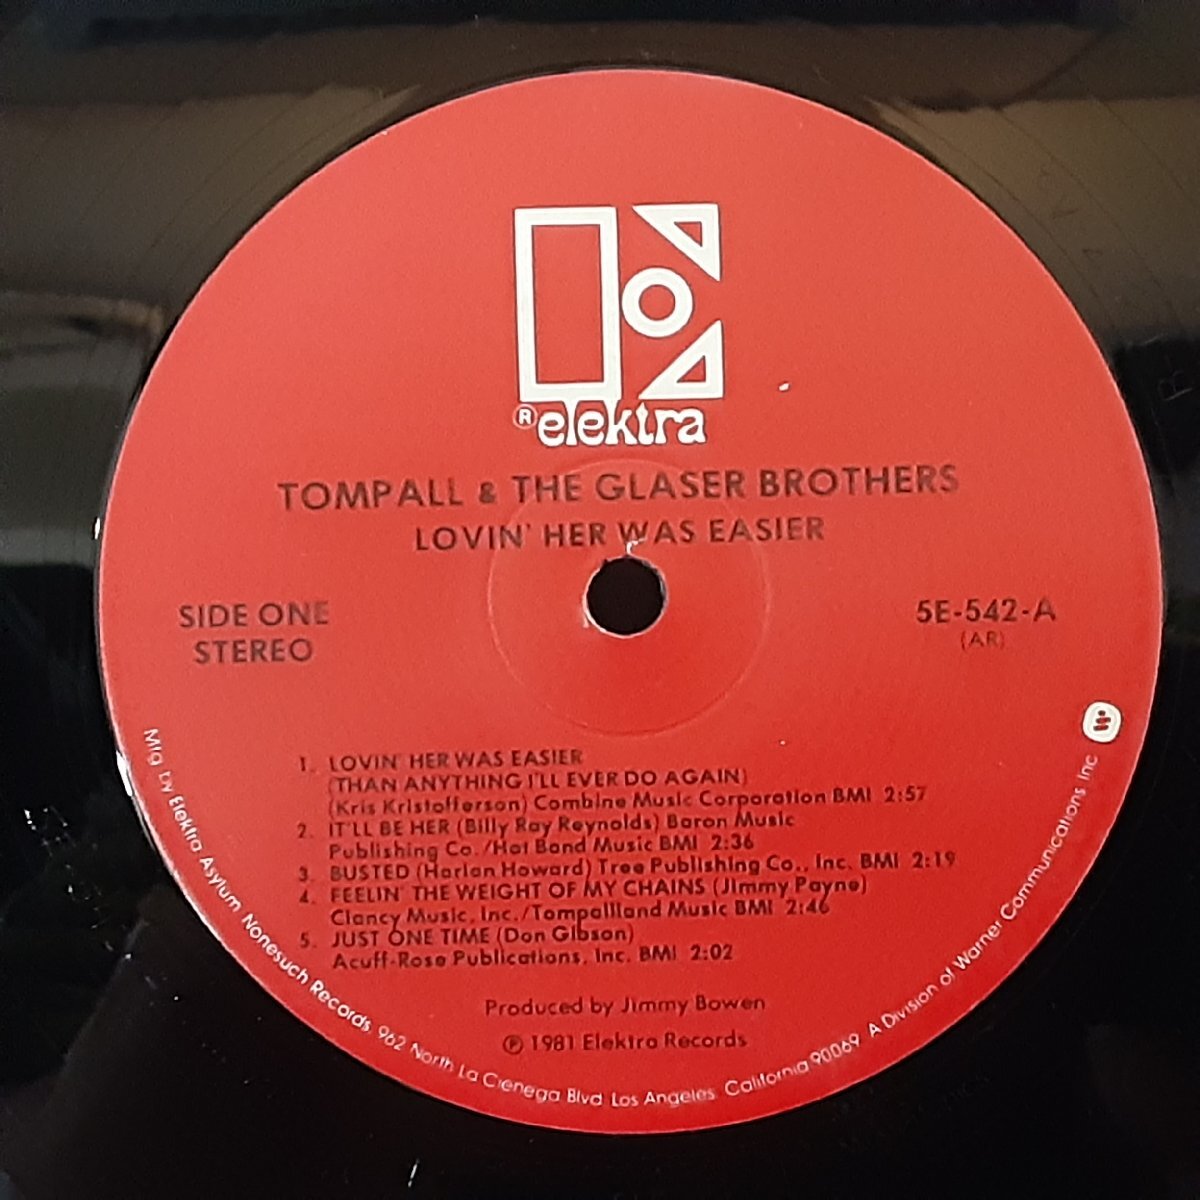 ® elektra
TOMPALL & THE GLASER BROTHERS
LOVIN' HER WAS EASIER
SIDE ONE
STEREO
5E-542-A
(AR)
1. LOVIN' HER WAS EASIER
(THAN ANYTHING I'LL EVER DO AGAIN)
(Kris Kristofferson) Combine Music Corporation BMI 2:57
2. IT'LL BE HER (Billy Ray Reynolds) Baron Music
Publishing Co./Hat Band Music BMI 2:36
3. BUSTED (Harlan Howard) Tree Publishing Co., Inc. BMI 2:19
4. FEELIN' THE WEIGHT OF MY CHAINS (Jimmy Payne)
Clancy Music, Inc./Tompallland Music BMI 2:46
5. JUST ONE TIME (Don Gibson)
Acuff-Rose Publications, Inc. BMI 2:02
Produced by Jimmy Bowen
℗ 1981 Elektra Records
Mfg by Elektra Asylum Nonesuch Records, 962 North La Cienega Blvd Los Angeles, California 90069 A Division of Warner Communications Inc